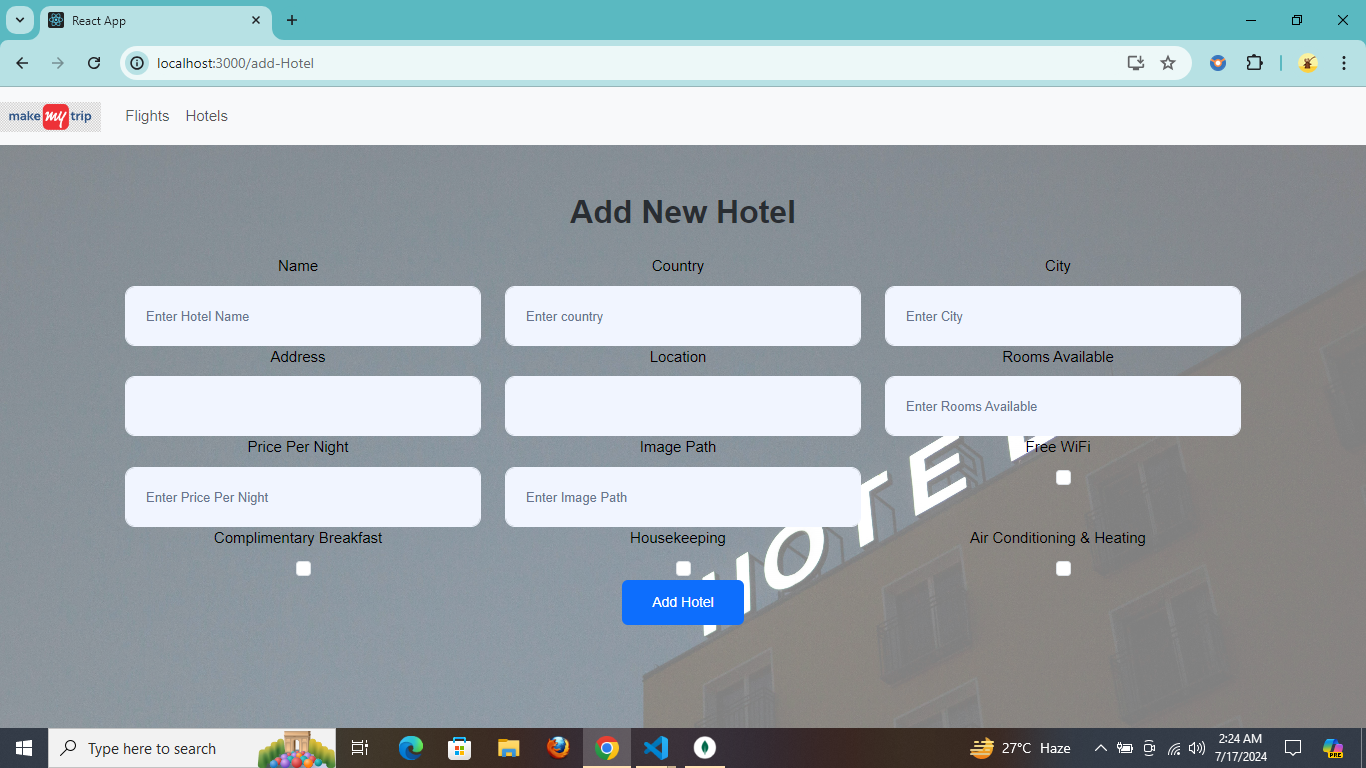 React App
localhost:3000/add-Hotel
make my trip Flights Hotels
Add New Hotel
Name Country City
Enter Hotel Name Enter country Enter City
Address Location Rooms Available
Enter Rooms Available
Price Per Night Image Path Free WiFi
Enter Price Per Night Enter Image Path
HOTEL
Complimentary Breakfast Housekeeping Air Conditioning & Heating
Add Hotel
Type here to search
27°C Haze
2:24 AM
7/17/2024
PRE